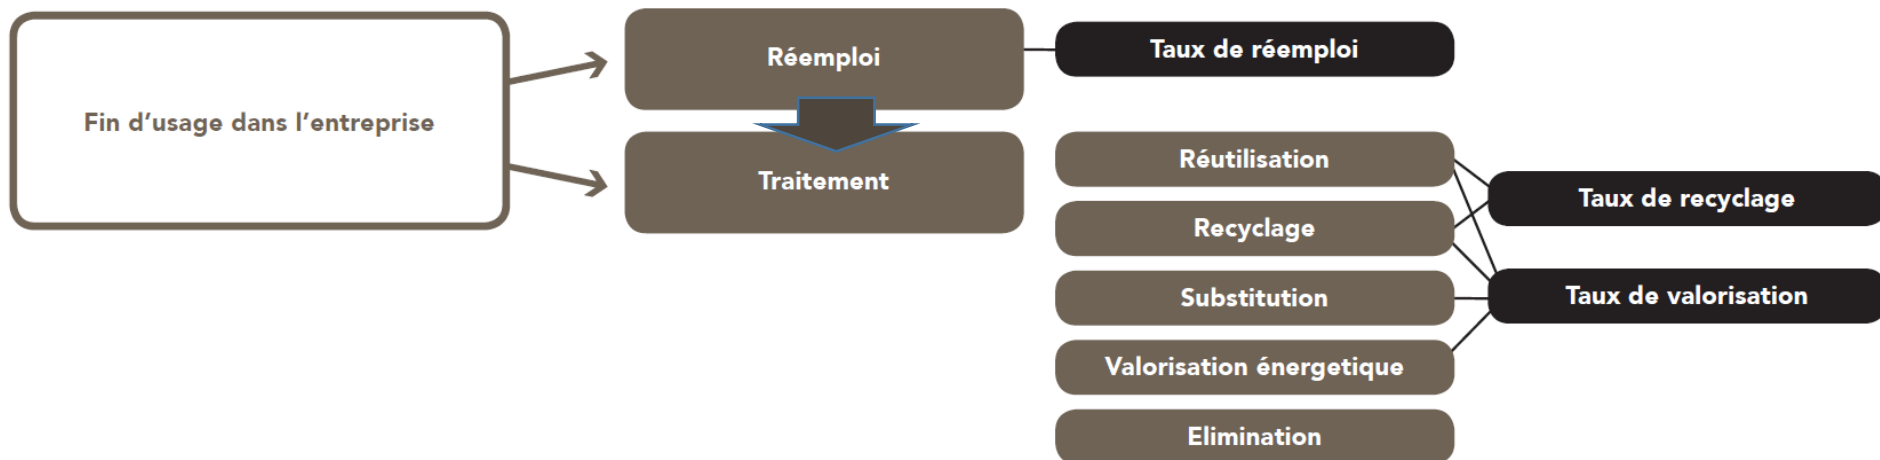 Fin d’usage dans l’entreprise
Réemploi
Taux de réemploi
Traitement
Réutilisation
Recyclage
Substitution
Valorisation énergetique
Elimination
Taux de recyclage
Taux de valorisation